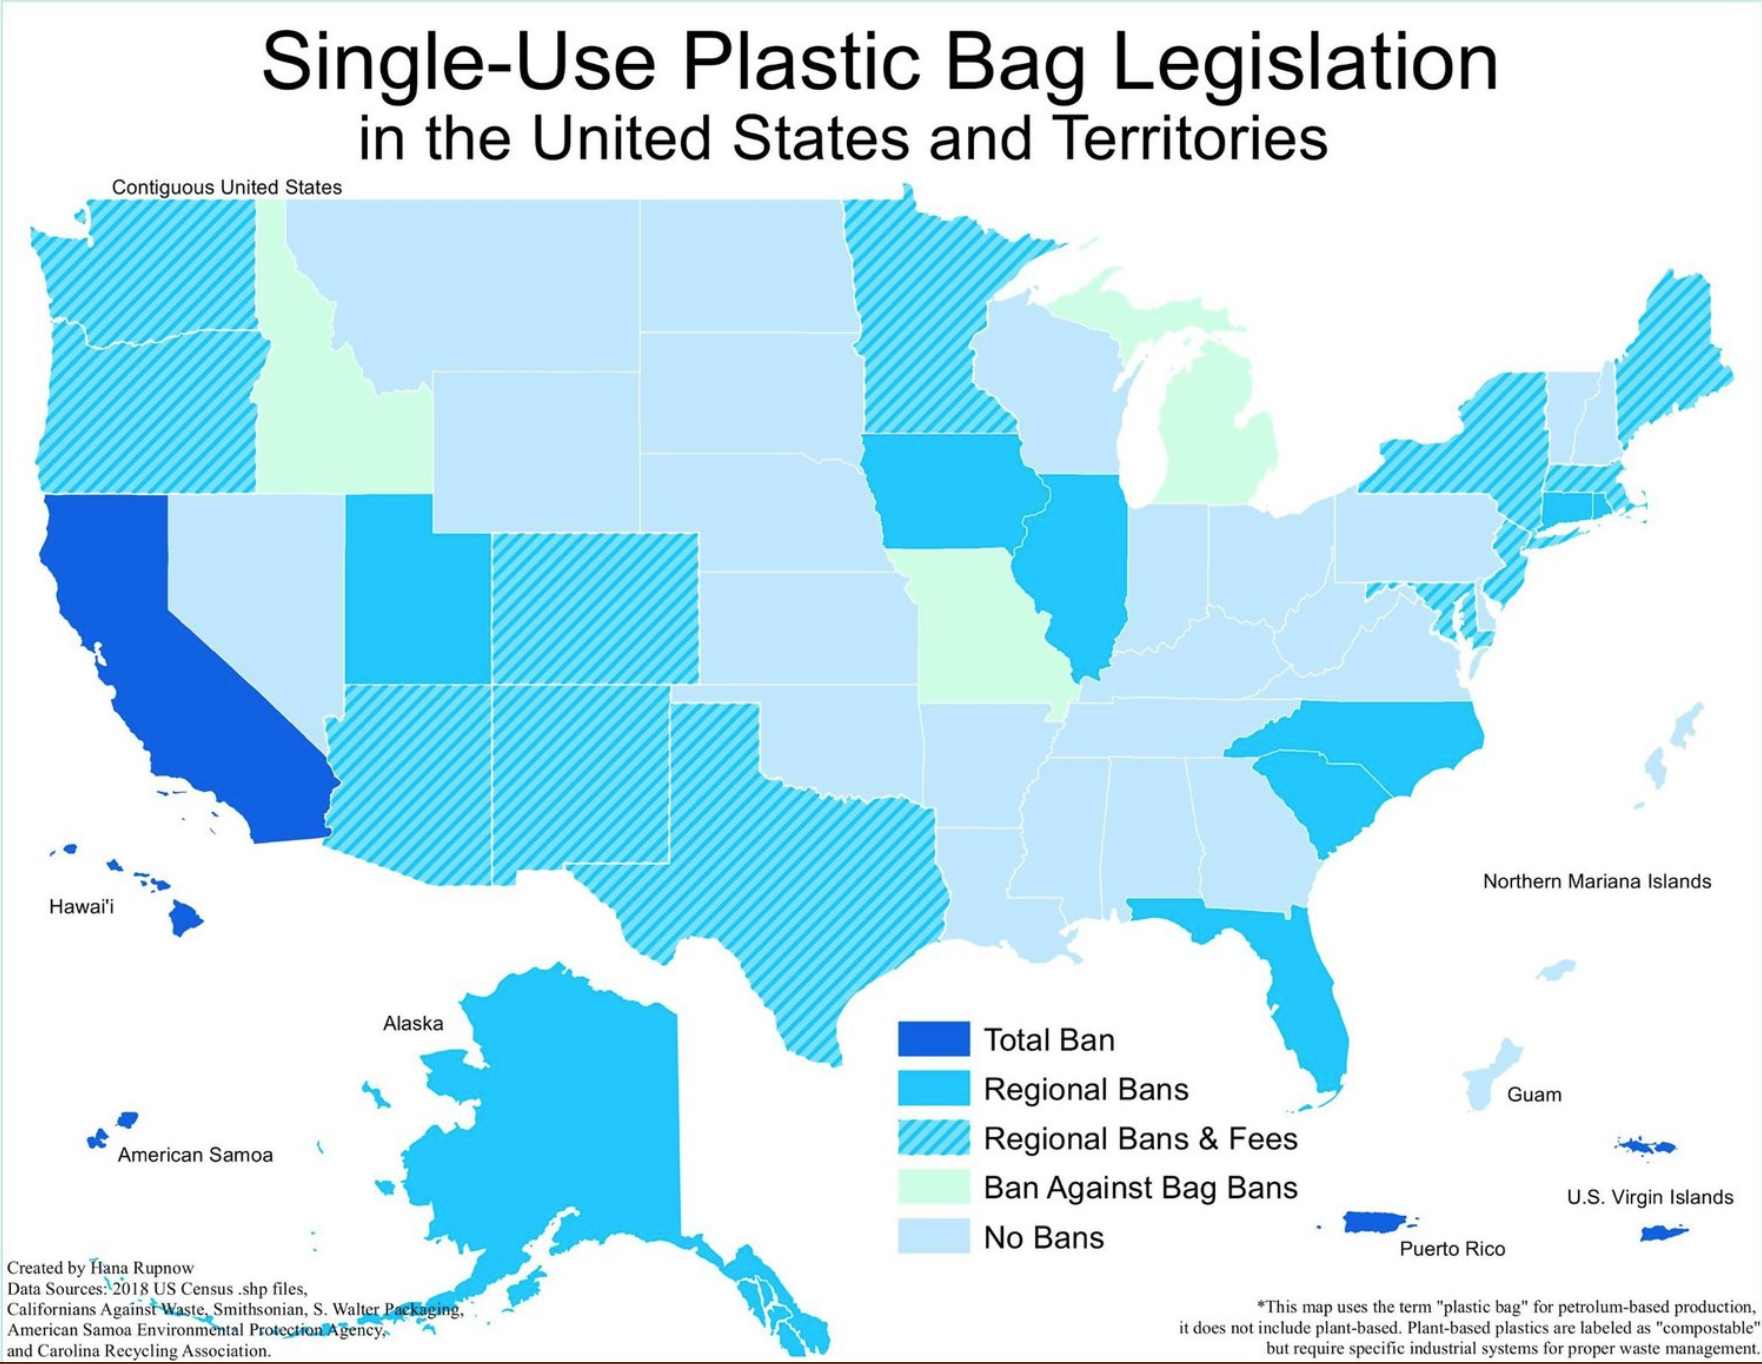 Single-Use Plastic Bag Legislation
in the United States and Territories
Contiguous United States
Hawai'i
Alaska
American Samoa
Northern Mariana Islands
Guam
U.S. Virgin Islands
Puerto Rico
Total Ban
Regional Bans
Regional Bans & Fees
Ban Against Bag Bans
No Bans
Created by Hana Rupnow
Data Sources: 2018 US Census .shp files,
Californians Against Waste, Smithsonian, S. Walter Packaging,
American Samoa Environmental Protection Agency,
and Carolina Recycling Association.
*This map uses the term "plastic bag" for petrolum-based production,
it does not include plant-based. Plant-based plastics are labeled as "compostable"
but require specific industrial systems for proper waste management.